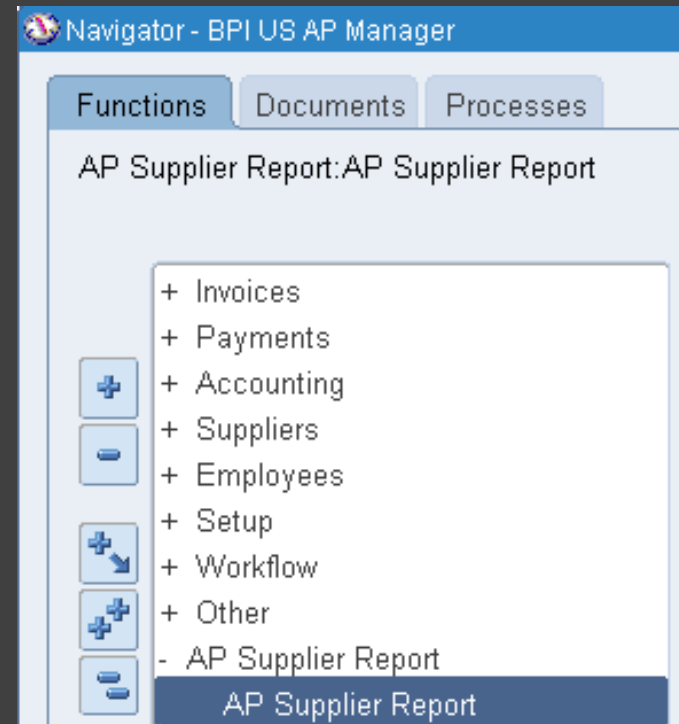 Navigator - BPI US AP Manager
Functions Documents Processes
AP Supplier Report:AP Supplier Report
+ Invoices
+ Payments
+ Accounting
+ Suppliers
+ Employees
+ Setup
+ Workflow
+ Other
- AP Supplier Report
AP Supplier Report